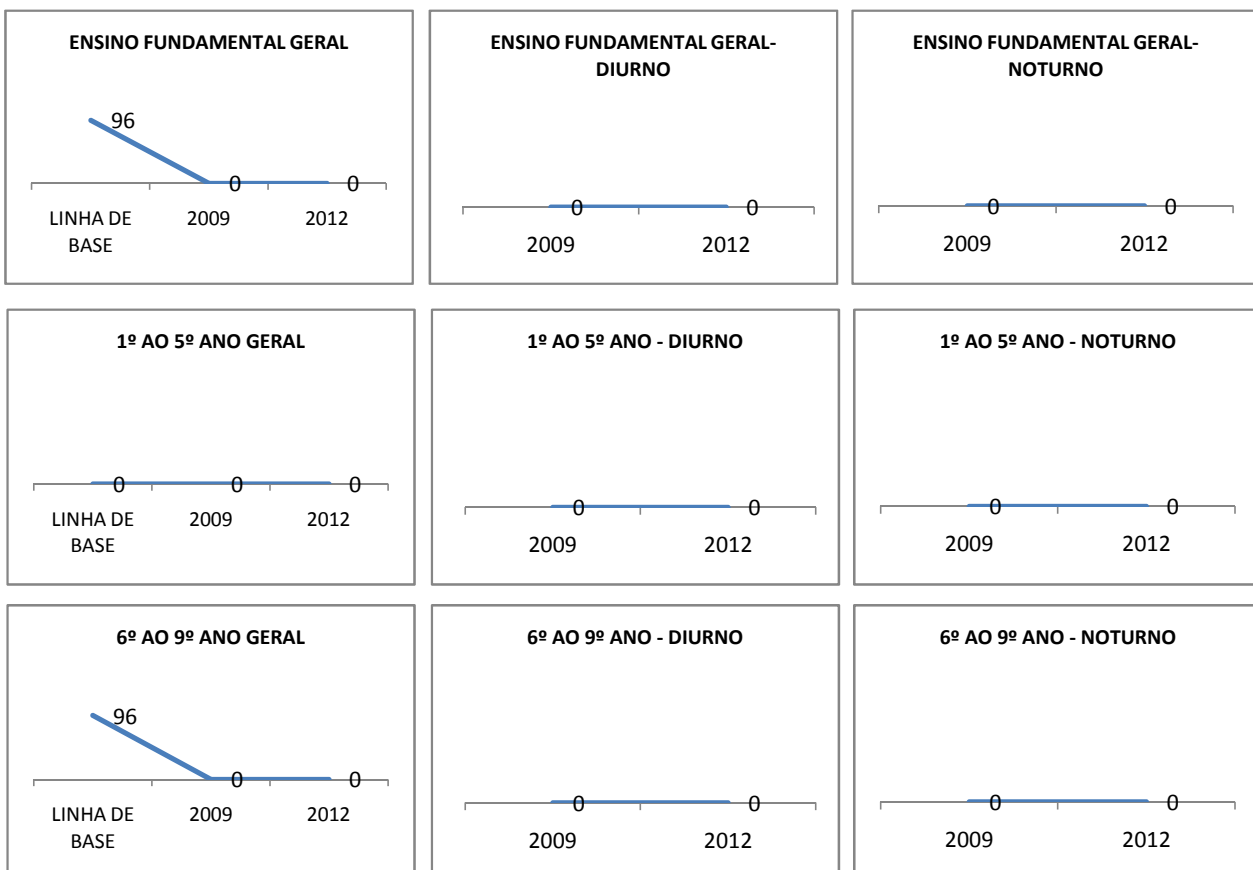 ENSINO FUNDAMENTAL GERAL
96
0
0
LINHA DE
BASE
2009
2012
ENSINO FUNDAMENTAL GERAL-
DIURNO
0
0
2009
2012
ENSINO FUNDAMENTAL GERAL-
NOTURNO
0
0
2009
2012
1º AO 5º ANO GERAL
0
0
0
LINHA DE
BASE
2009
2012
1º AO 5º ANO - DIURNO
0
0
2009
2012
1º AO 5º ANO - NOTURNO
0
0
2009
2012
6º AO 9º ANO GERAL
96
0
0
LINHA DE
BASE
2009
2012
6º AO 9º ANO - DIURNO
0
0
2009
2012
6º AO 9º ANO - NOTURNO
0
0
2009
2012